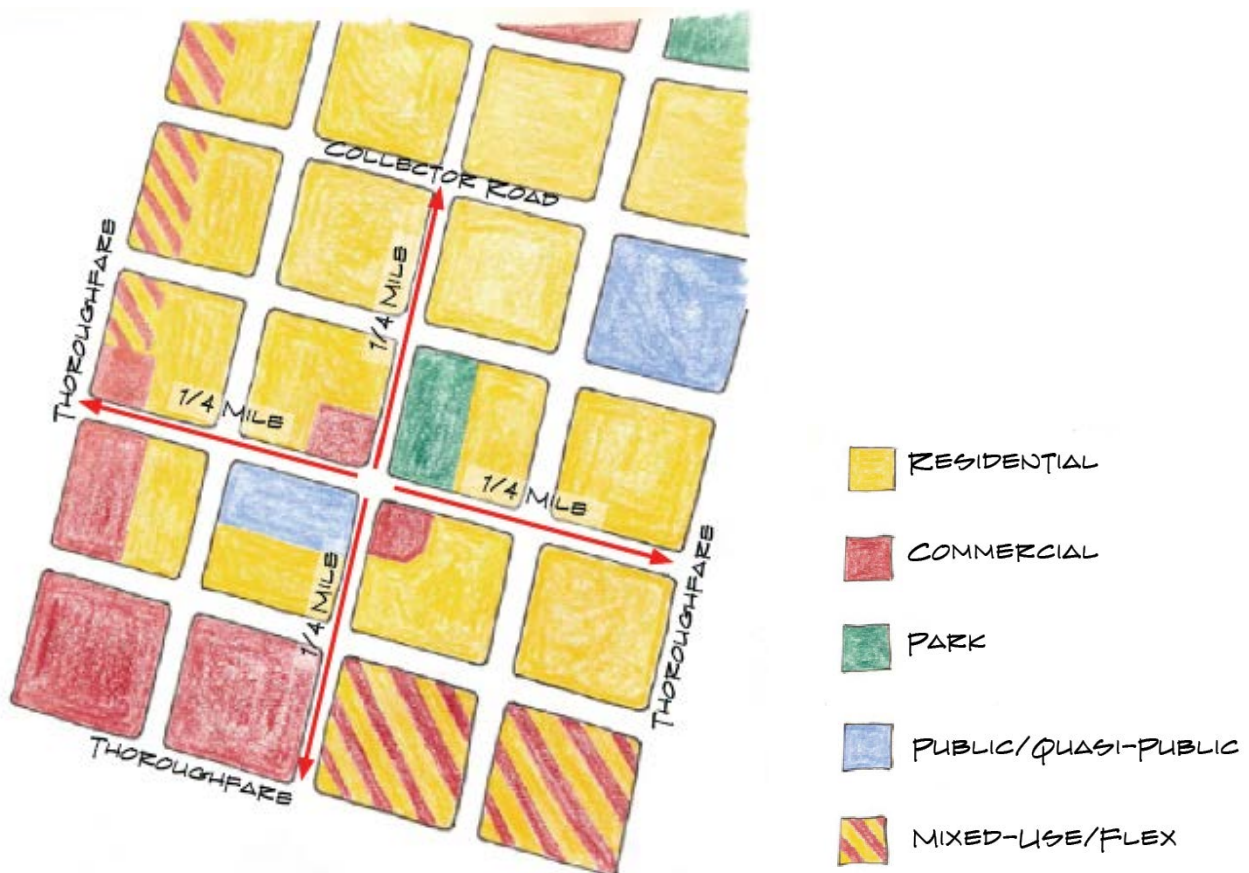 COLLECTOR ROAD
1/4 MILE
THOROUGHFARE
1/4 MILE
1/4 MILE
1/4 MILE
THOROUGHFARE
THOROUGHFARE
RESIDENTIAL
COMMERCIAL
PARK
PUBLIC/QUASI-PUBLIC
MIXED-USE/FLEX